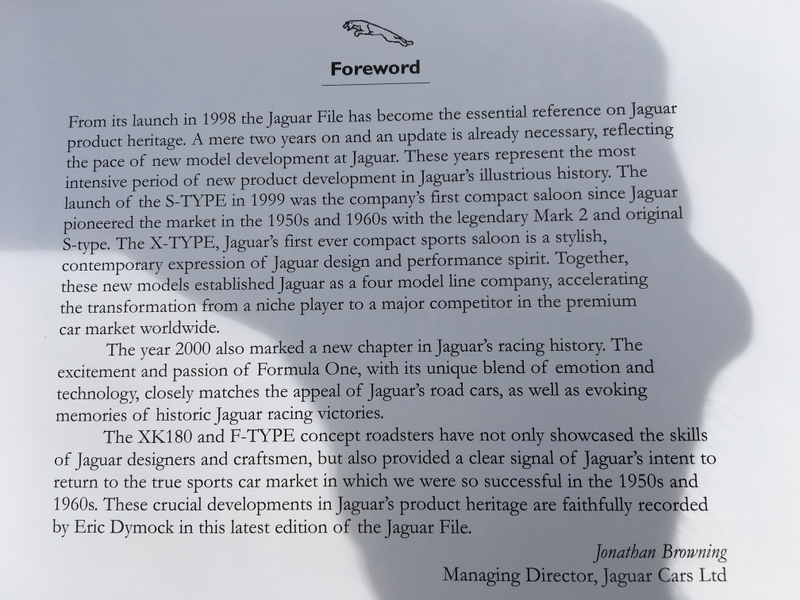 Foreword
From its launch in 1998 the Jaguar File has become the essential reference on Jaguar
product heritage. A mere two years on and an update is already necessary, reflecting
the pace of new model development at Jaguar. These years represent the most
intensive period of new product development in Jaguar's illustrious history. The
launch of the S-TYPE in 1999 was the company's first compact saloon since Jaguar
pioneered the market in the 1950s and 1960s with the legendary Mark 2 and original
S-type. The X-TYPE, Jaguar's first ever compact sports saloon is a stylish,
contemporary expression of Jaguar design and performance spirit. Together,
these new models established Jaguar as a four model line company, accelerating
the transformation from a niche player to a major competitor in the premium
car market worldwide.
The year 2000 also marked a new chapter in Jaguar's racing history. The
excitement and passion of Formula One, with its unique blend of emotion and
technology, closely matches the appeal of Jaguar's road cars, as well as evoking
memories of historic Jaguar racing victories.
The XK180 and F-TYPE concept roadsters have not only showcased the skills
of Jaguar designers and craftsmen, but also provided a clear signal of Jaguar's intent to
return to the true sports car market in which we were so successful in the 1950s and
1960s. These crucial developments in Jaguar's product heritage are faithfully recorded
by Eric Dymock in this latest edition of the Jaguar File.
Jonathan Browning
Managing Director, Jaguar Cars Ltd